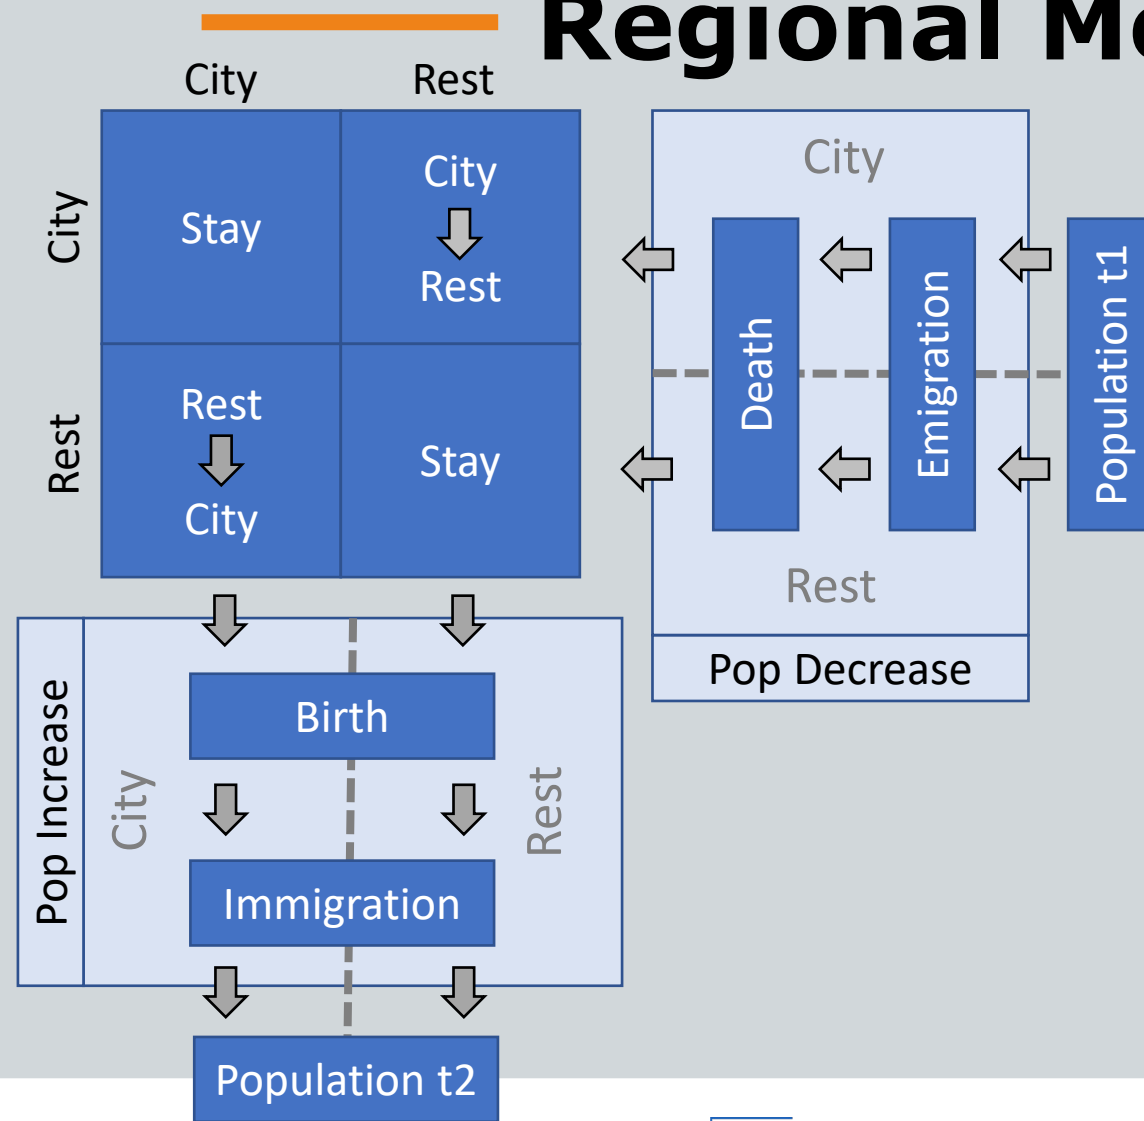 Regional Mo
City
Rest
City
Rest
Stay
City
Rest
Rest
City
Stay
City
Death
Emigration
Population t1
Rest
Pop Decrease
Pop Increase
City
Rest
Birth
Immigration
Population t2